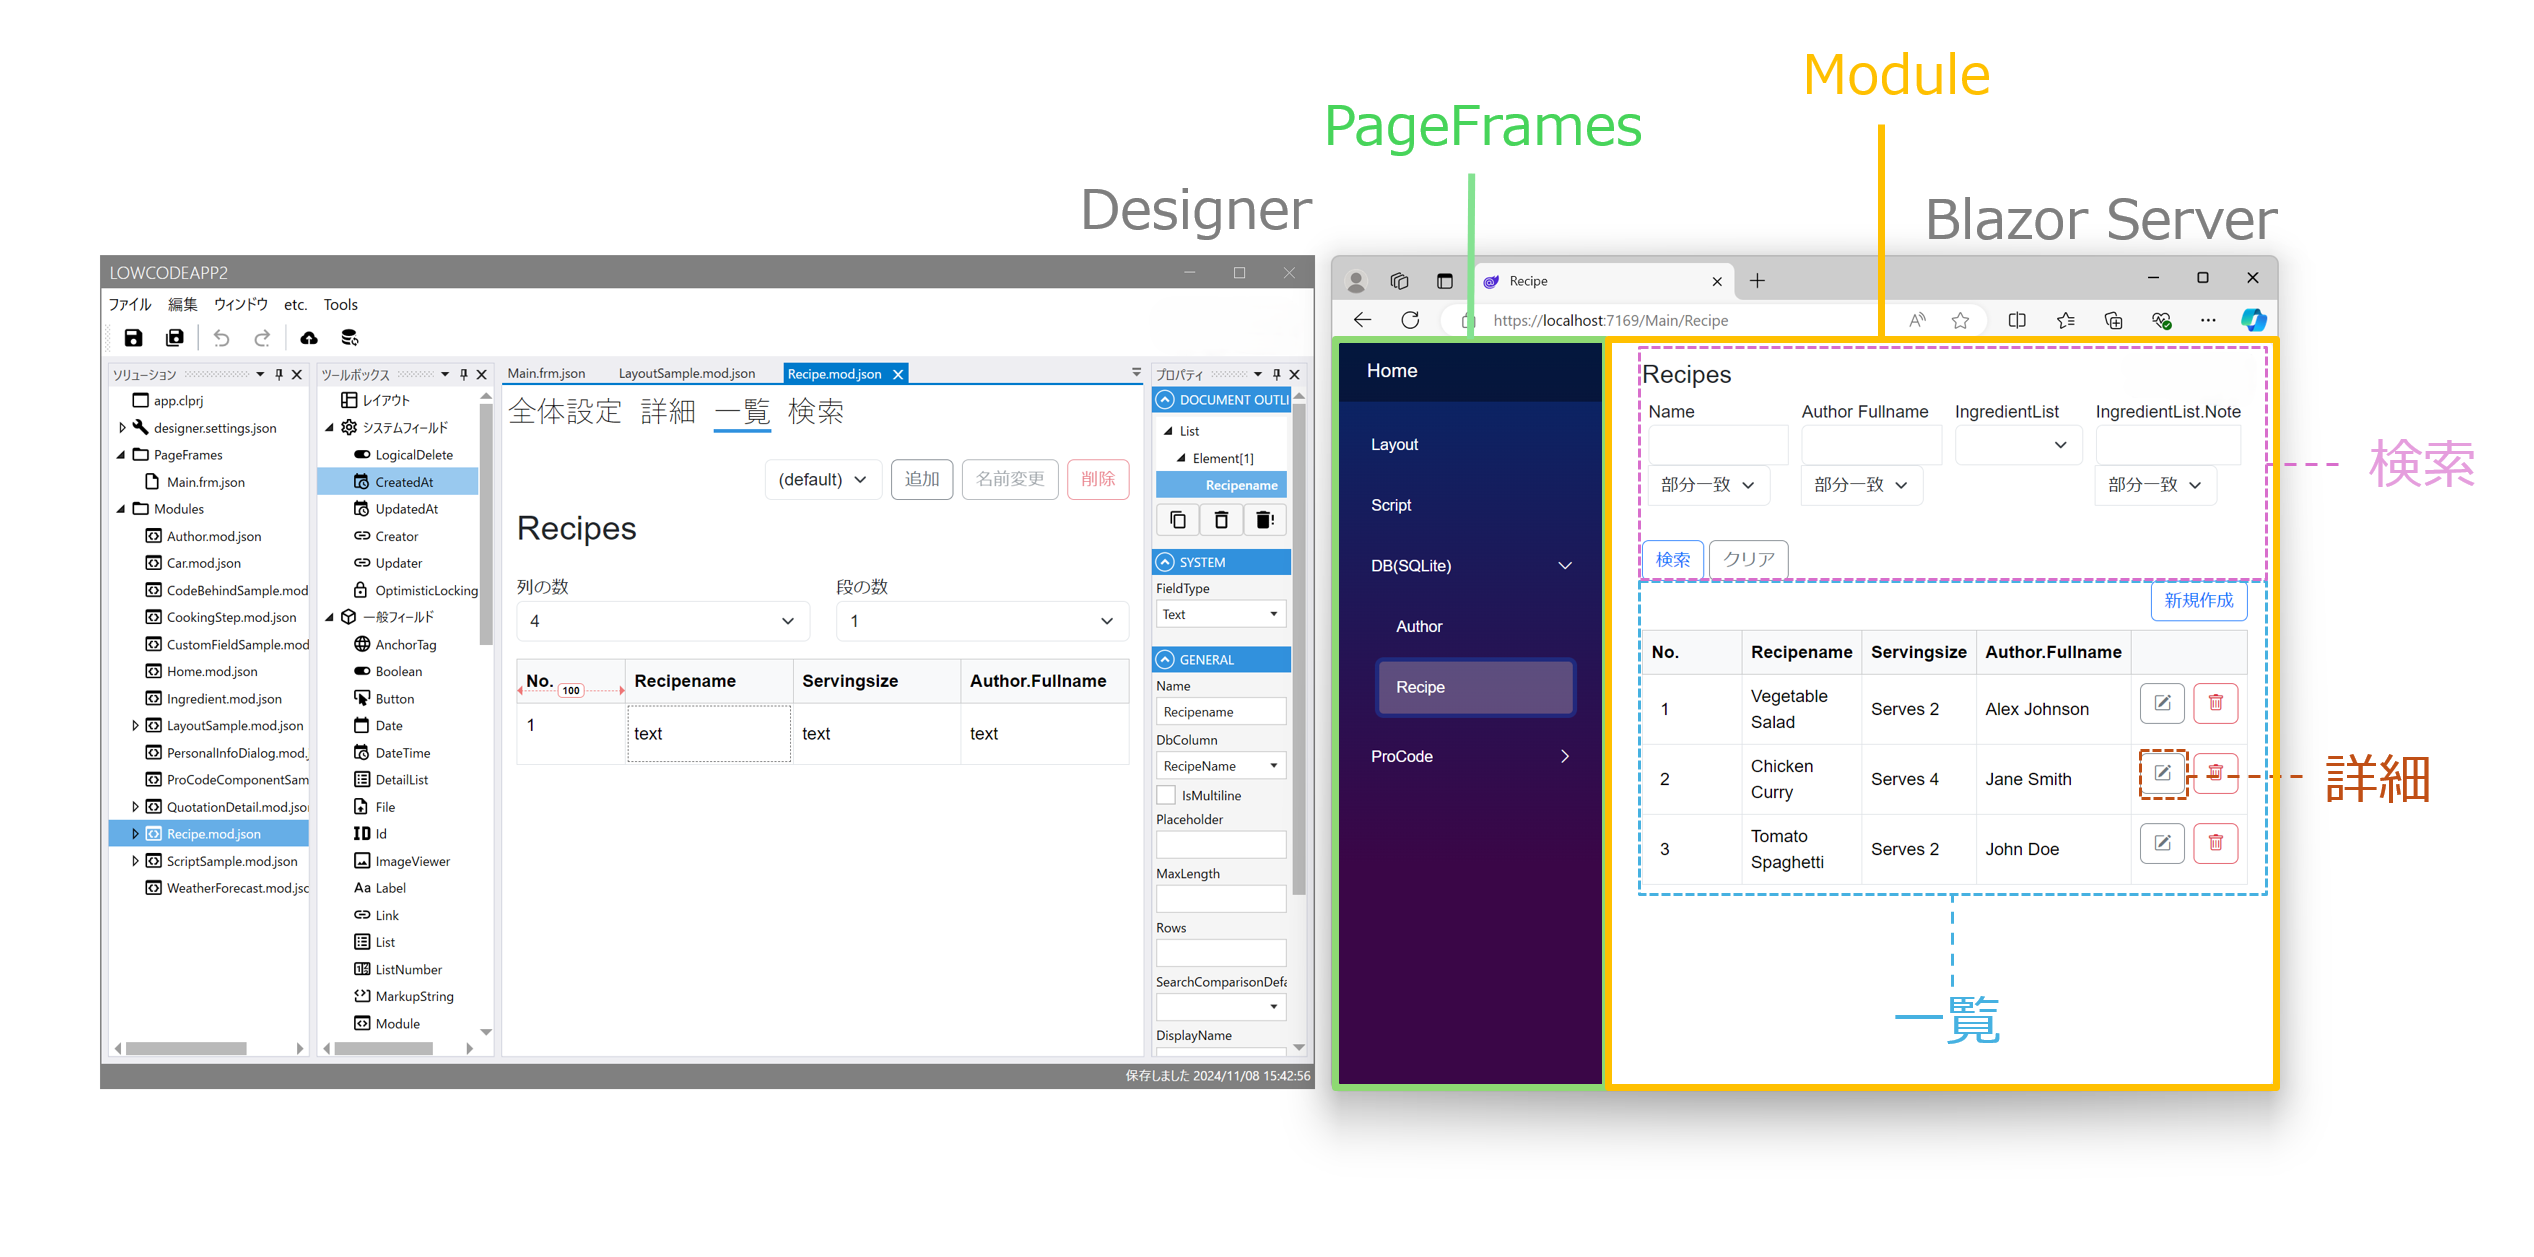 Module
PageFrames
Designer
Blazor Server
LOWCODEAPP2
ファイル 編集 ウィンドウ etc. Tools
ソリューション
app.clprj
designer.settings.json
PageFrames
Main.frm.json
Modules
Author.mod.json
Car.mod.json
CodeBehindSample.mod
CookingStep.mod.json
CustomFieldSample.mod
Home.mod.json
Ingredient.mod.json
LayoutSample.mod.json
PersonalInfoDialog.mod.
ProCodeComponentSam
QuotationDetail.mod.jso
Recipe.mod.json
ScriptSample.mod.json
WeatherForecast.mod.jsc
ツールボックス
レイアウト
システムフィールド
LogicalDelete
CreatedAt
UpdatedAt
Creator
Updater
OptimisticLocking
一般フィールド
AnchorTag
Boolean
Button
Date
DateTime
DetailList
File
ID Id
ImageViewer
Aa Label
Link
List
ListNumber
MarkupString
Module
Main.frm.json LayoutSample.mod.json Recipe.mod.json
全体設定 詳細 一覧 検索
(default) 追加 名前変更 削除
Recipes
列の数 段の数
4 1
No. Recipename Servingsize Author.Fullname
100
1 text text text
プロパティ
DOCUMENT OUTLI
List
Element[1]
Recipename
SYSTEM
FieldType
Text
GENERAL
Name
Recipename
DbColumn
RecipeName
IsMultiline
Placeholder
MaxLength
Rows
SearchComparisonDefa
DisplayName
保存しました 2024/11/08 15:42:56
Recipe
https://localhost:7169/Main/Recipe
Home
Layout
Script
DB(SQLite)
Author
Recipe
ProCode
Recipes
Name Author Fullname IngredientList IngredientList.Note
部分一致 部分一致 部分一致
検索 クリア
新規作成
No. Recipename Servingsize Author.Fullname
1 Vegetable Salad Serves 2 Alex Johnson
2 Chicken Curry Serves 4 Jane Smith
3 Tomato Spaghetti Serves 2 John Doe
検索
詳細
一覧